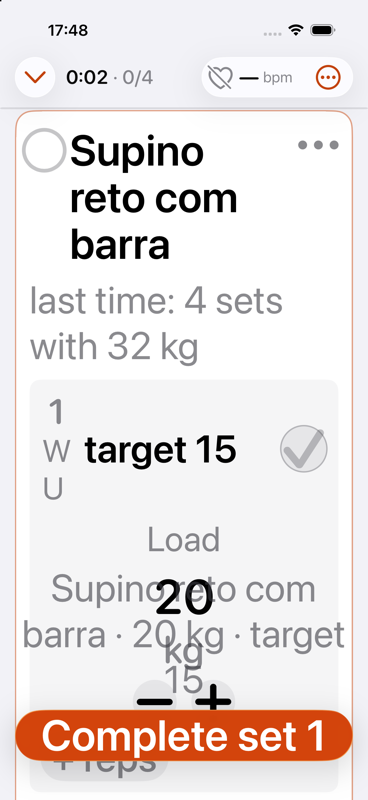 17:48
0:02 · 0/4
— bpm
Supino
reto com
barra
last time: 4 sets
with 32 kg
1
W
U
target 15
Load
Supino reto com
20
barra · 20 kg · target
kg
15
− +
Complete set 1
+ reps